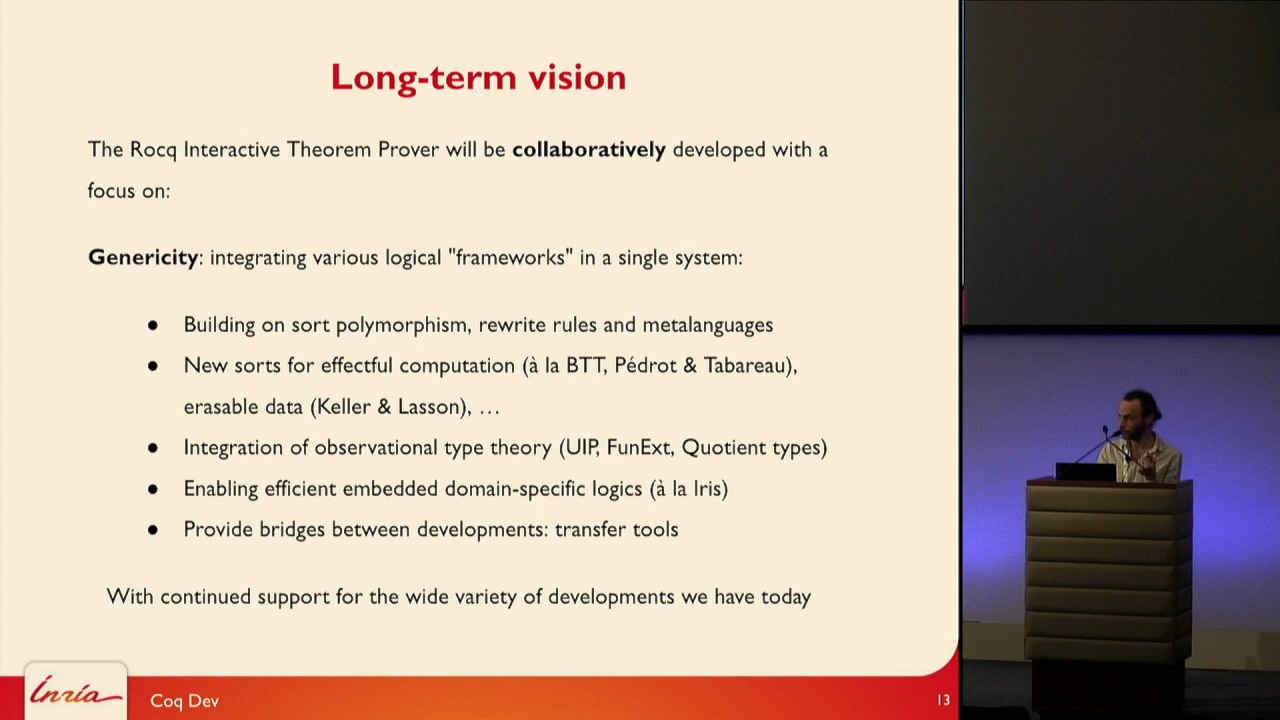 Long-term vision
The Rocq Interactive Theorem Prover will be collaboratively developed with a
focus on:
Genericity: integrating various logical "frameworks" in a single system:
● Building on sort polymorphism, rewrite rules and metalanguages
● New sorts for effectful computation (à la BTT, Pédrot & Tabareau),
erasable data (Keller & Lasson), …
● Integration of observational type theory (UIP, FunExt, Quotient types)
● Enabling efficient embedded domain-specific logics (à la Iris)
● Provide bridges between developments: transfer tools
With continued support for the wide variety of developments we have today
Inria
Coq Dev
13